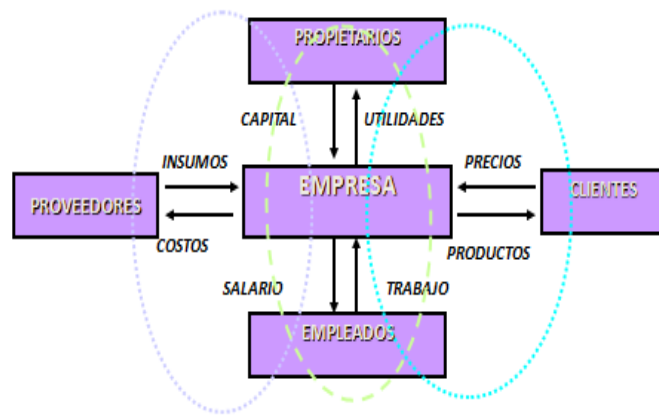 PROPIETARIOS
CAPITAL
UTILIDADES
INSUMOS
EMPRESA
PRECIOS
PROVEEDORES
CLIENTES
COSTOS
PRODUCTOS
SALARIO
TRABAJO
EMPLEADOS